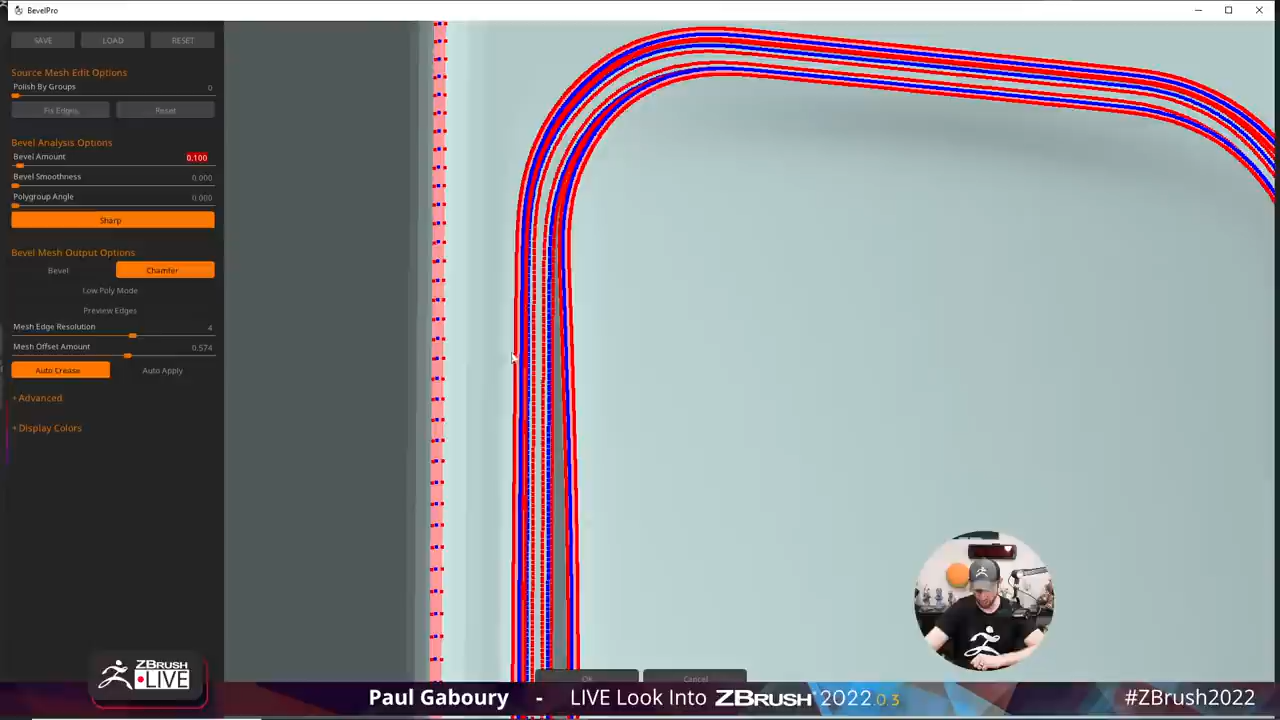 BevelPro
SAVE LOAD RESET
Source Mesh Edit Options
Polish By Groups 0
Fix Edges Reset
Bevel Analysis Options
Bevel Amount 0.100
Bevel Smoothness 0.000
Polygroup Angle 0.000
Sharp
Bevel Mesh Output Options
Bevel Chamfer
Low Poly Mode
Preview Edges
Mesh Edge Resolution 4
Mesh Offset Amount 0.574
Auto Crease Auto Apply
+Advanced
+Display Colors
OK Cancel
ZBRUSH
LIVE
Paul Gaboury - LIVE Look Into ZBRUSH® 2022.0.3 #ZBrush2022